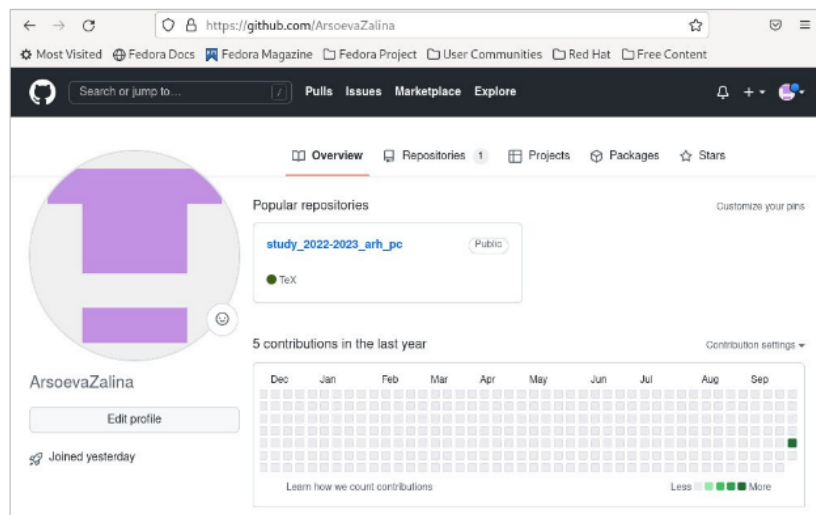 https://github.com/ArsoevaZalina
Most Visited Fedora Docs Fedora Magazine Fedora Project User Communities Red Hat Free Content
Search or jump to... / Pulls Issues Marketplace Explore
Overview Repositories 1 Projects Packages Stars
Popular repositories Customize your pins
study_2022-2023_arh_pc Public
TeX
5 contributions in the last year Contribution settings
Dec Jan Feb Mar Apr May Jun Jul Aug Sep
ArsoevaZalina
Edit profile
Joined yesterday
Learn how we count contributions Less More